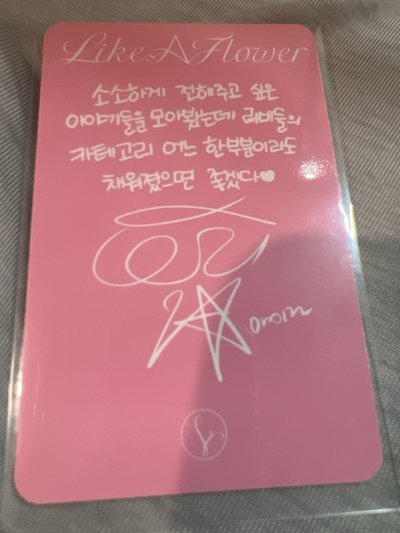 Like A Flower
소소하게 전해주고 싶은
이야기들을 모아봤는데 리비들의
카테고리 어느 한부분이라도
채워졌으면 좋겠다♥